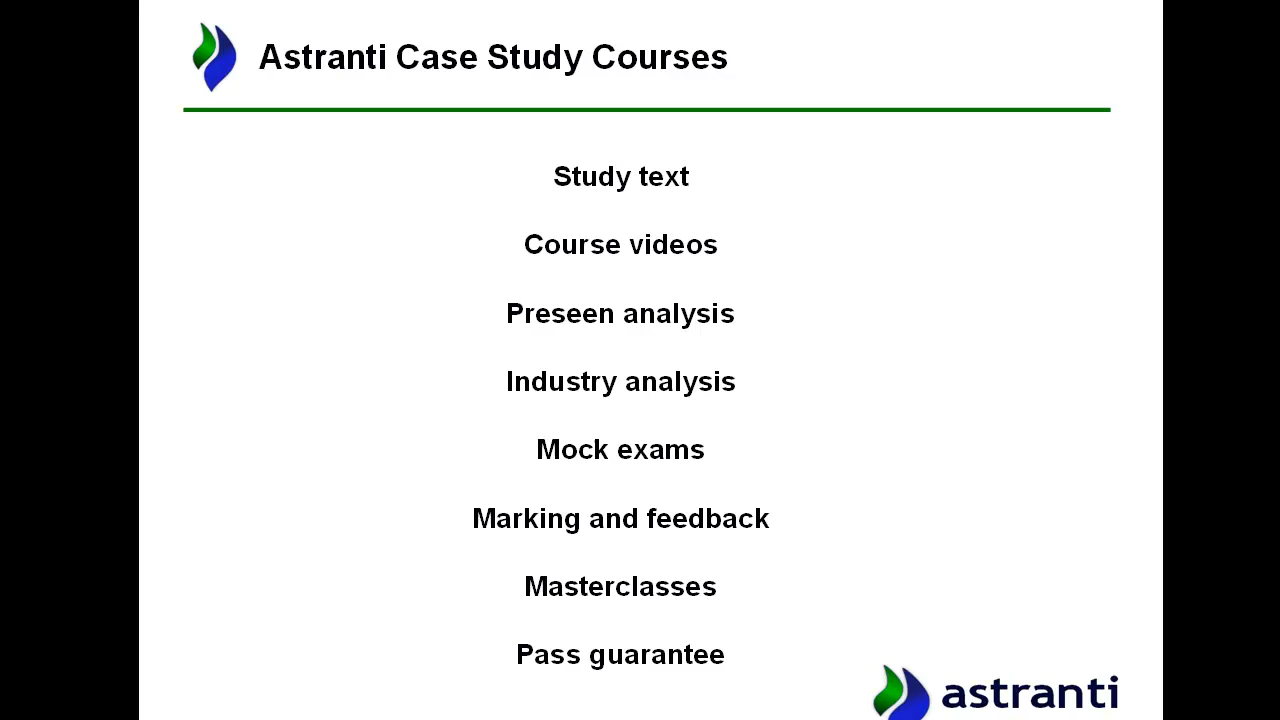 Astranti Case Study Courses
Study text
Course videos
Preseen analysis
Industry analysis
Mock exams
Marking and feedback
Masterclasses
Pass guarantee
astranti